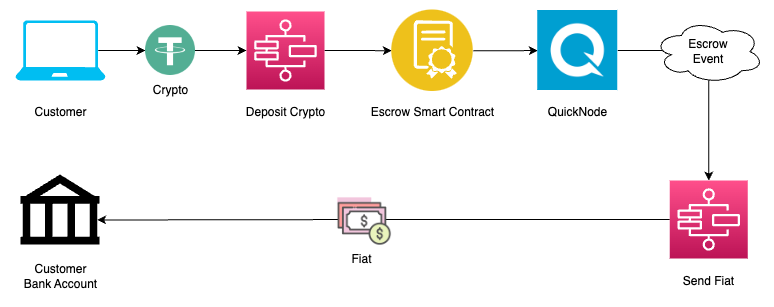 Customer
Crypto
Deposit Crypto
Escrow Smart Contract
QuickNode
Escrow
Event
Send Fiat
Fiat
Customer
Bank Account